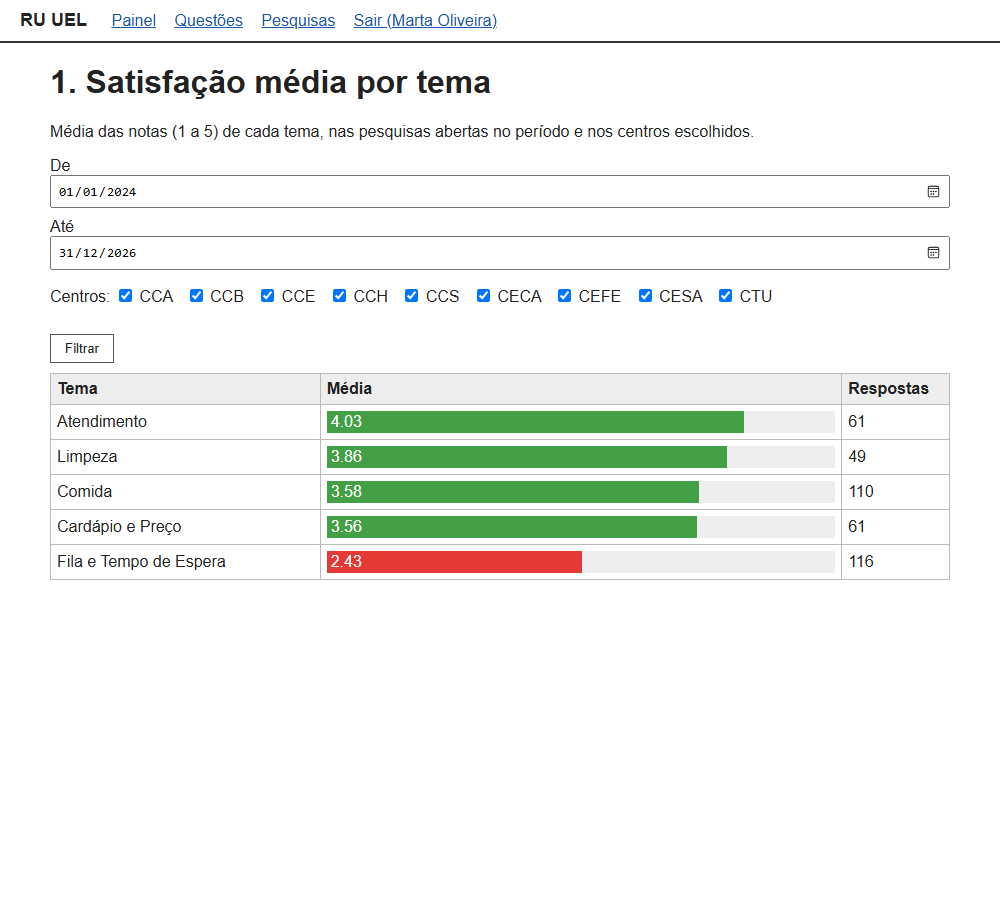 RU UEL Painel Questões Pesquisas Sair (Marta Oliveira)
1. Satisfação média por tema
Média das notas (1 a 5) de cada tema, nas pesquisas abertas no período e nos centros escolhidos.
De
01/01/2024
Até
31/12/2026
Centros: CCA CCB CCE CCH CCS CECA CEFE CESA CTU
Filtrar
Tema Média Respostas
Atendimento 4.03 61
Limpeza 3.86 49
Comida 3.58 110
Cardápio e Preço 3.56 61
Fila e Tempo de Espera 2.43 116